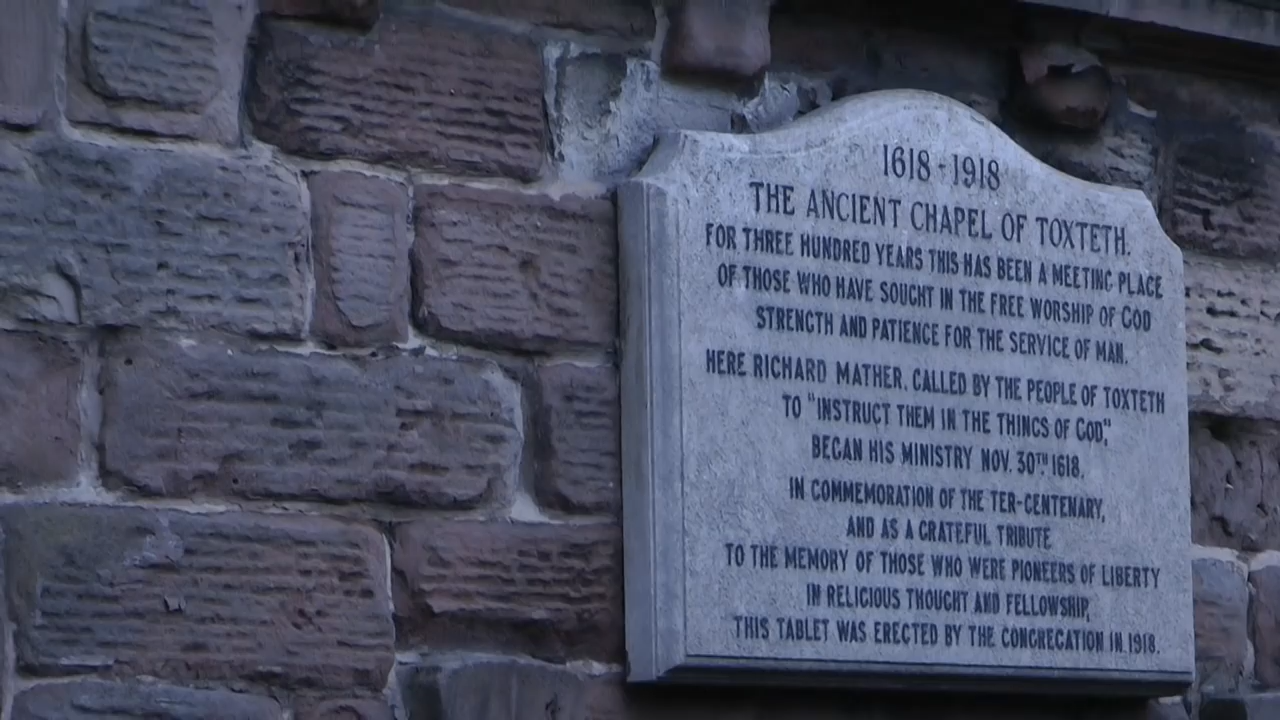 1618-1918
THE ANCIENT CHAPEL OF TOXTETH.
FOR THREE HUNDRED YEARS THIS HAS BEEN A MEETING PLACE
OF THOSE WHO HAVE SOUGHT IN THE FREE WORSHIP OF GOD
STRENGTH AND PATIENCE FOR THE SERVICE OF MAN.
HERE RICHARD MATHER, CALLED BY THE PEOPLE OF TOXTETH
TO "INSTRUCT THEM IN THE THINGS OF GOD",
BEGAN HIS MINISTRY NOV. 30TH 1618.
IN COMMEMORATION OF THE TER-CENTENARY,
AND AS A GRATEFUL TRIBUTE
TO THE MEMORY OF THOSE WHO WERE PIONEERS OF LIBERTY
IN RELIGIOUS THOUGHT AND FELLOWSHIP,
THIS TABLET WAS ERECTED BY THE CONGREGATION IN 1918.